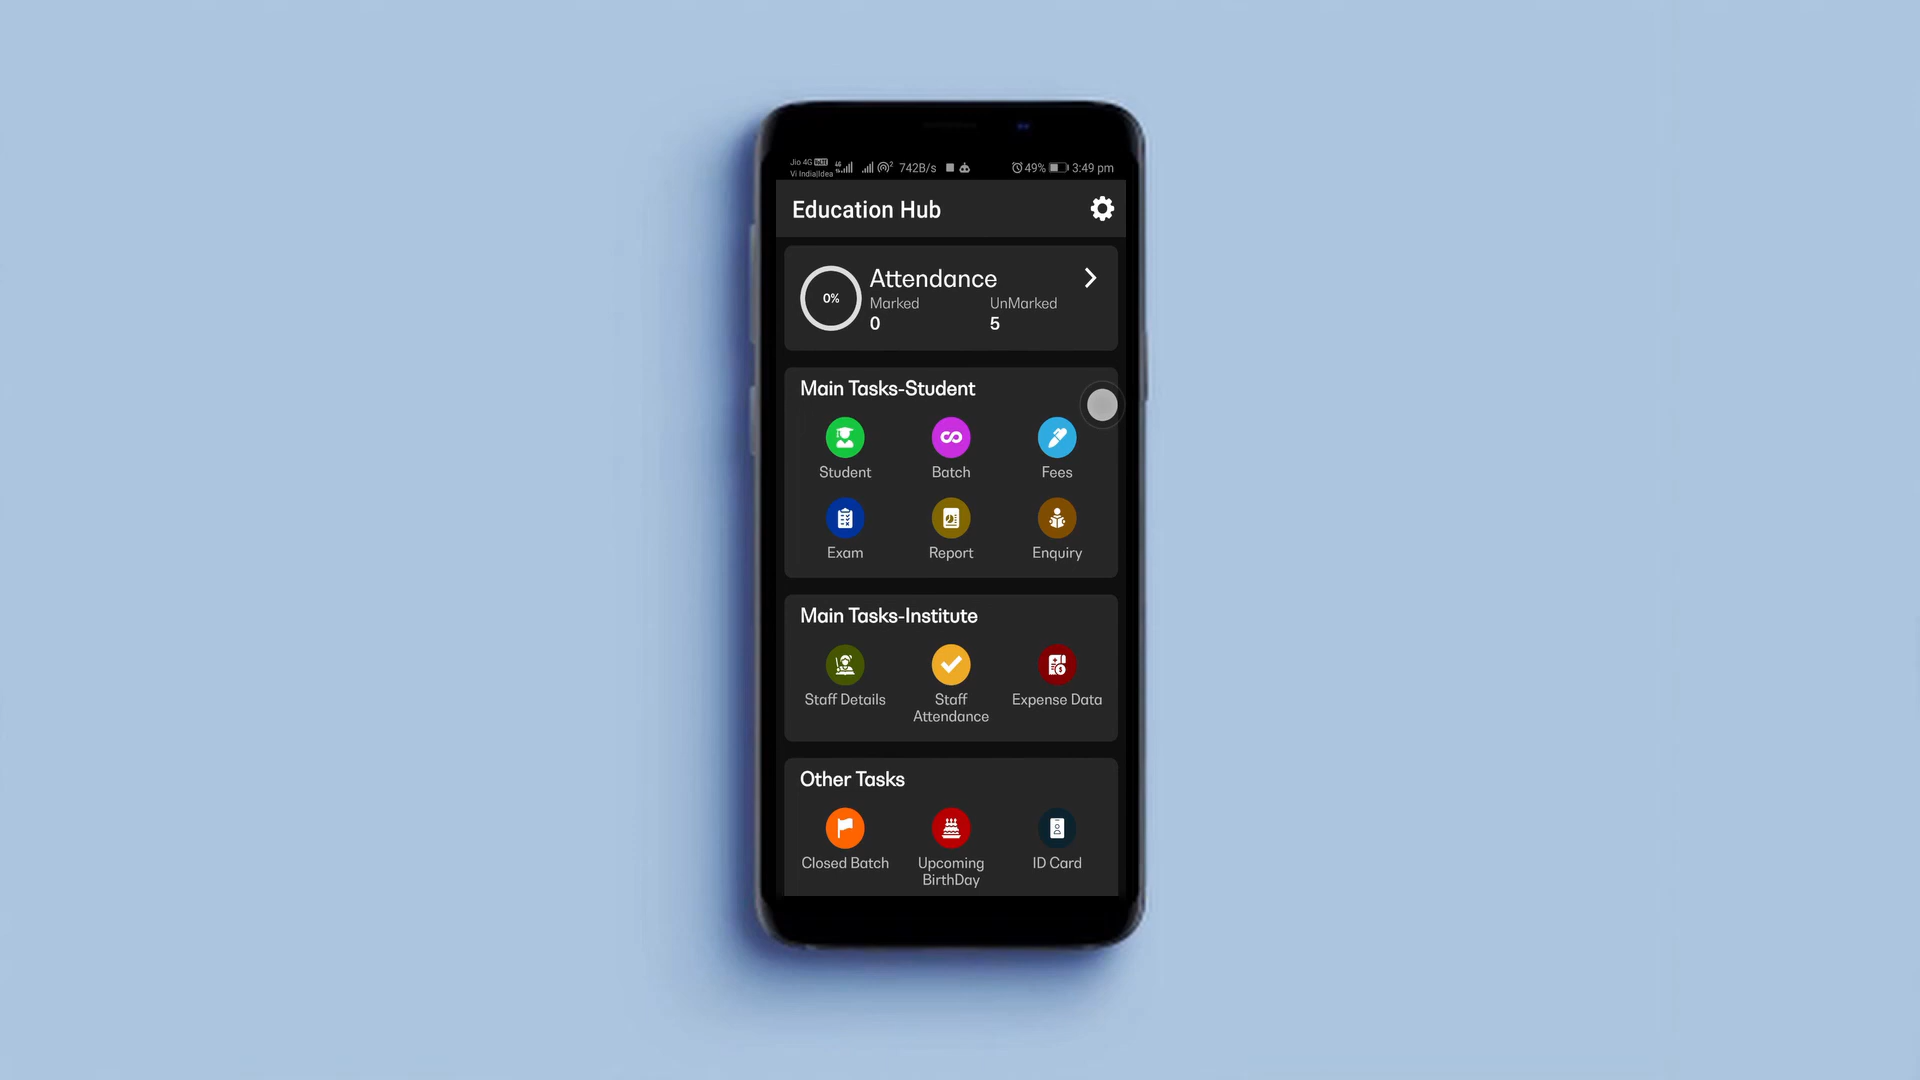 Jio 4G VoLTE 742B/s 49% 3:49 pm
Vi India|Idea
Education Hub
0%
Attendance
Marked UnMarked
0 5
Main Tasks-Student
Student Batch Fees
Exam Report Enquiry
Main Tasks-Institute
Staff Details Staff Attendance Expense Data
Other Tasks
Closed Batch Upcoming BirthDay ID Card